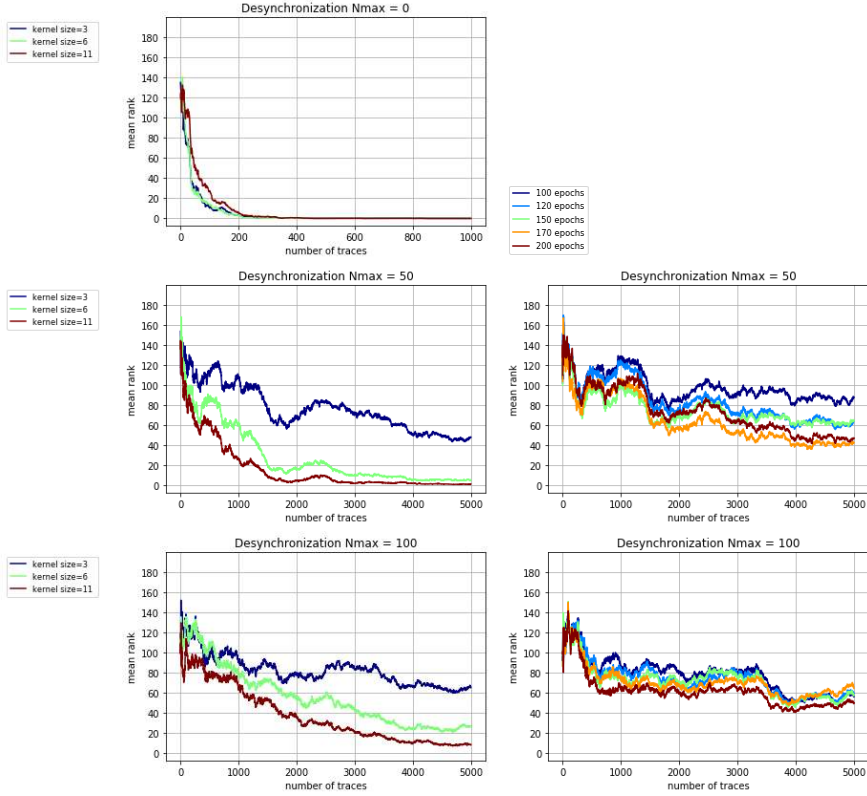 Desynchronization Nmax = 0
kernel size=3
kernel size=6
kernel size=11
mean rank
180
160
140
120
100
80
60
40
20
0
0 200 400 600 800 1000
number of traces
100 epochs
120 epochs
150 epochs
170 epochs
200 epochs
Desynchronization Nmax = 50
kernel size=3
kernel size=6
kernel size=11
mean rank
180
160
140
120
100
80
60
40
20
0
0 1000 2000 3000 4000 5000
number of traces
Desynchronization Nmax = 50
mean rank
180
160
140
120
100
80
60
40
20
0
0 1000 2000 3000 4000 5000
number of traces
Desynchronization Nmax = 100
kernel size=3
kernel size=6
kernel size=11
mean rank
180
160
140
120
100
80
60
40
20
0
0 1000 2000 3000 4000 5000
number of traces
Desynchronization Nmax = 100
mean rank
180
160
140
120
100
80
60
40
20
0
0 1000 2000 3000 4000 5000
number of traces